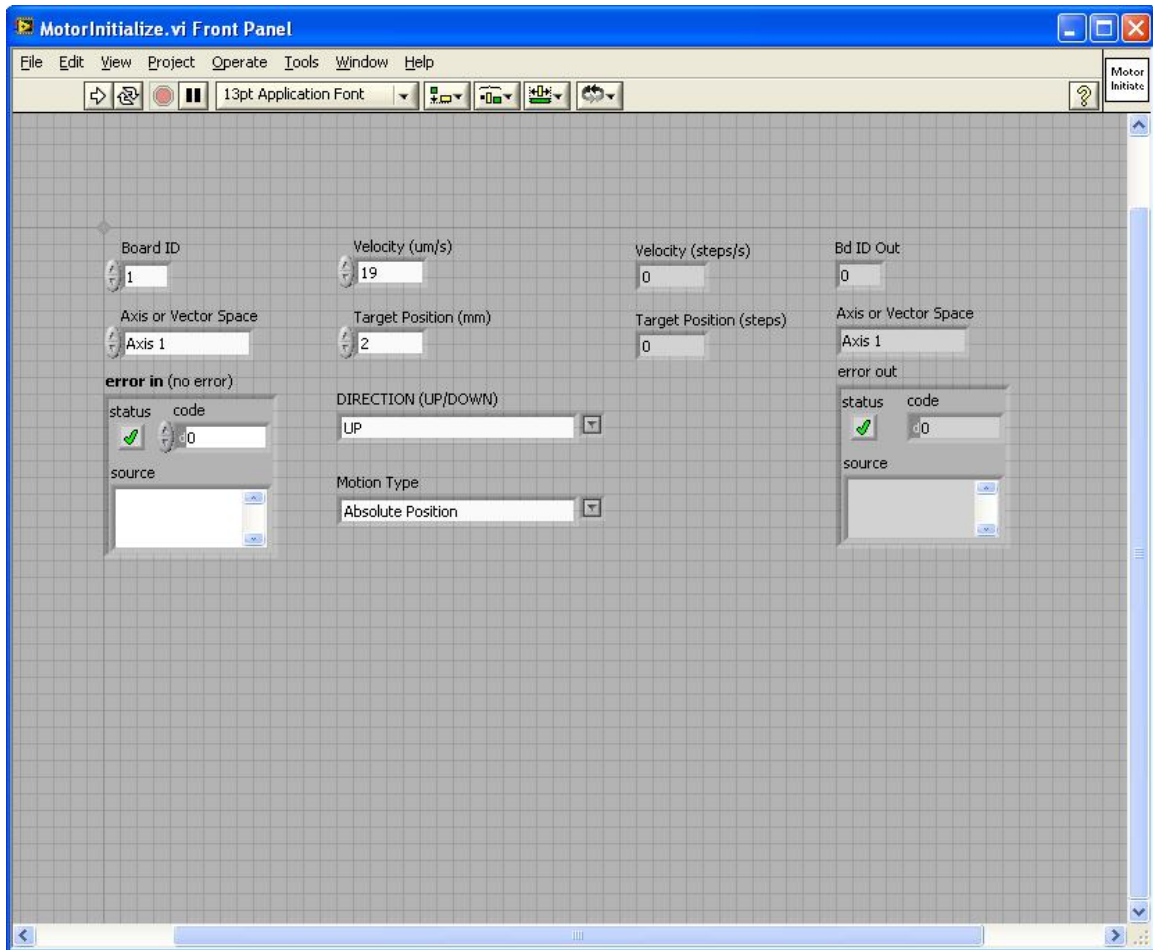 MotorInitialize.vi Front Panel
File Edit View Project Operate Tools Window Help
Motor
Initiate
13pt Application Font
?
Board ID
1
Velocity (um/s)
19
Velocity (steps/s)
0
Bd ID Out
0
Axis or Vector Space
Axis 1
Target Position (mm)
2
Target Position (steps)
0
Axis or Vector Space
Axis 1
error in (no error)
status code
d0
source
DIRECTION (UP/DOWN)
UP
Motion Type
Absolute Position
error out
status code
d0
source